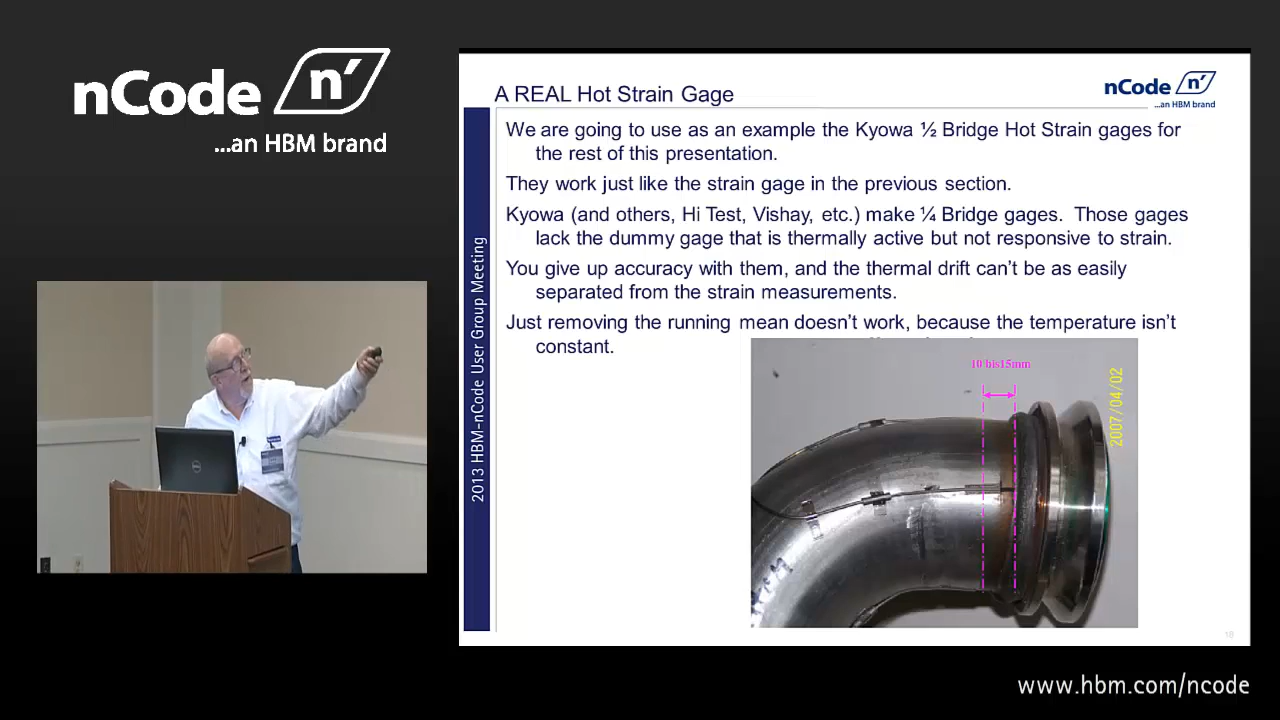 nCode n'
...an HBM brand
A REAL Hot Strain Gage
nCode n'
...an HBM brand
We are going to use as an example the Kyowa ½ Bridge Hot Strain gages for
the rest of this presentation.
They work just like the strain gage in the previous section.
Kyowa (and others, Hi Test, Vishay, etc.) make ¼ Bridge gages. Those gages
lack the dummy gage that is thermally active but not responsive to strain.
You give up accuracy with them, and the thermal drift can't be as easily
separated from the strain measurements.
Just removing the running mean doesn't work, because the temperature isn't
constant.
10 bis15mm
2007/04/02
2013 HBM-nCode User Group Meeting
18
www.hbm.com/ncode